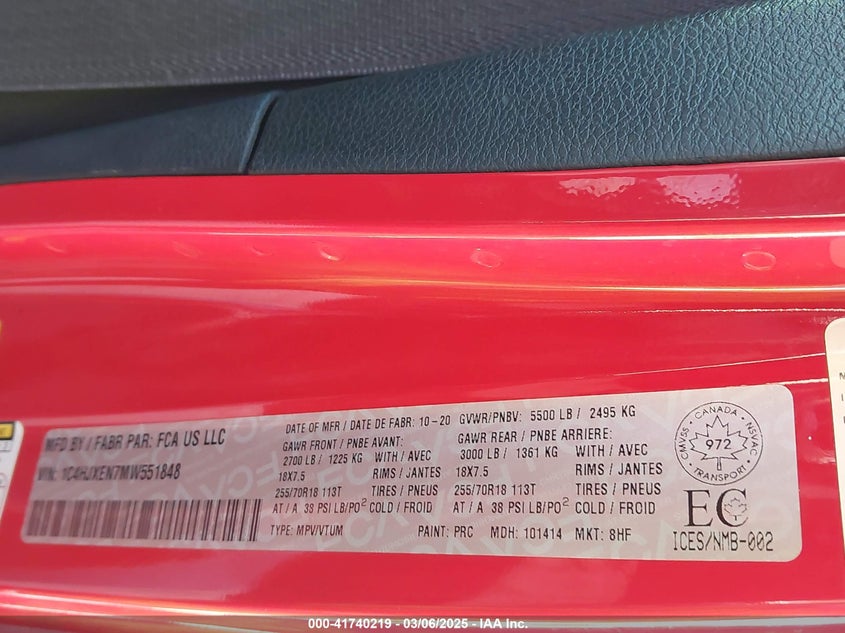 MFD BY / FABR PAR: FCA US LLC
VIN: 1C4HJXEN7MW551848
DATE OF MFR / DATE DE FABR: 10-20
GVWR/PNBV: 5500 LB / 2495 KG
GAWR FRONT / PNBE AVANT:
2700 LB / 1225 KG WITH / AVEC
18X7.5 RIMS / JANTES
255/70R18 113T TIRES / PNEUS
AT / A 38 PSI LB/PO² COLD / FROID
GAWR REAR / PNBE ARRIERE:
3000 LB / 1361 KG WITH / AVEC
18X7.5 RIMS / JANTES
255/70R18 113T TIRES / PNEUS
AT / A 38 PSI LB/PO² COLD / FROID
TYPE: MPV/VTUM PAINT: PRC MDH: 101414 MKT: 8HF
CANADA
CMVSS 972 NSVAC
TRANSPORT
EC
ICES/NMB-002
000-41740219 - 03/06/2025 - IAA Inc.